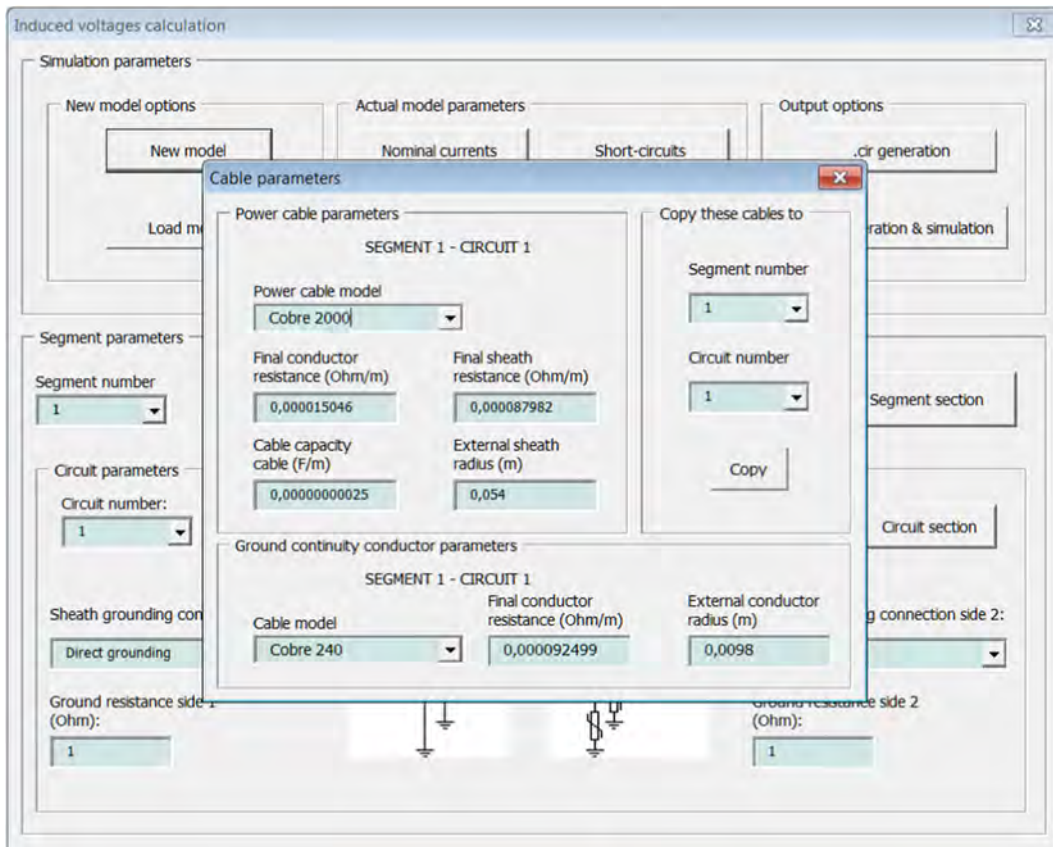 Induced voltages calculation
Simulation parameters
New model options
Actual model parameters
Output options
New model
Nominal currents
Short-circuits
.cir generation
Load m
ration & simulation
Segment parameters
Segment number
1
Segment section
Circuit parameters
Circuit number:
1
Circuit section
Sheath grounding con
g connection side 2:
Direct grounding
Ground resistance side 1
(Ohm):
1
Ground resistance side 2
(Ohm):
1
Cable parameters
Power cable parameters
SEGMENT 1 - CIRCUIT 1
Power cable model
Cobre 2000
Final conductor
resistance (Ohm/m)
0,000015046
Final sheath
resistance (Ohm/m)
0,000087982
Cable capacity
cable (F/m)
0,00000000025
External sheath
radius (m)
0,054
Copy these cables to
Segment number
1
Circuit number
1
Copy
Ground continuity conductor parameters
SEGMENT 1 - CIRCUIT 1
Cable model
Cobre 240
Final conductor
resistance (Ohm/m)
0,000092499
External conductor
radius (m)
0,0098